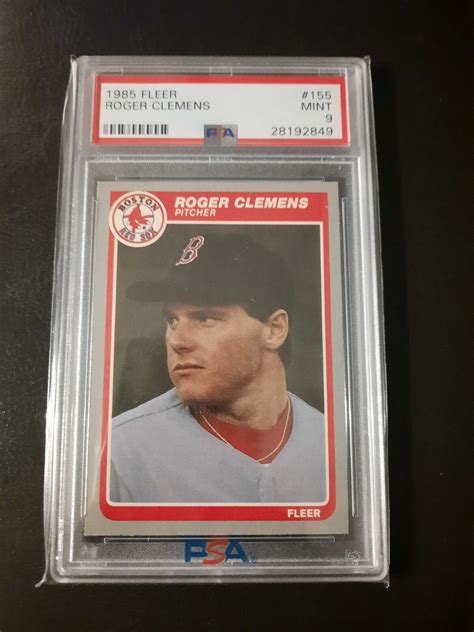 1985 FLEER #155
ROGER CLEMENS MINT
9
PSA 28192849
BOSTON
RED SOX
ROGER CLEMENS
PITCHER
B
FLEER
PSA